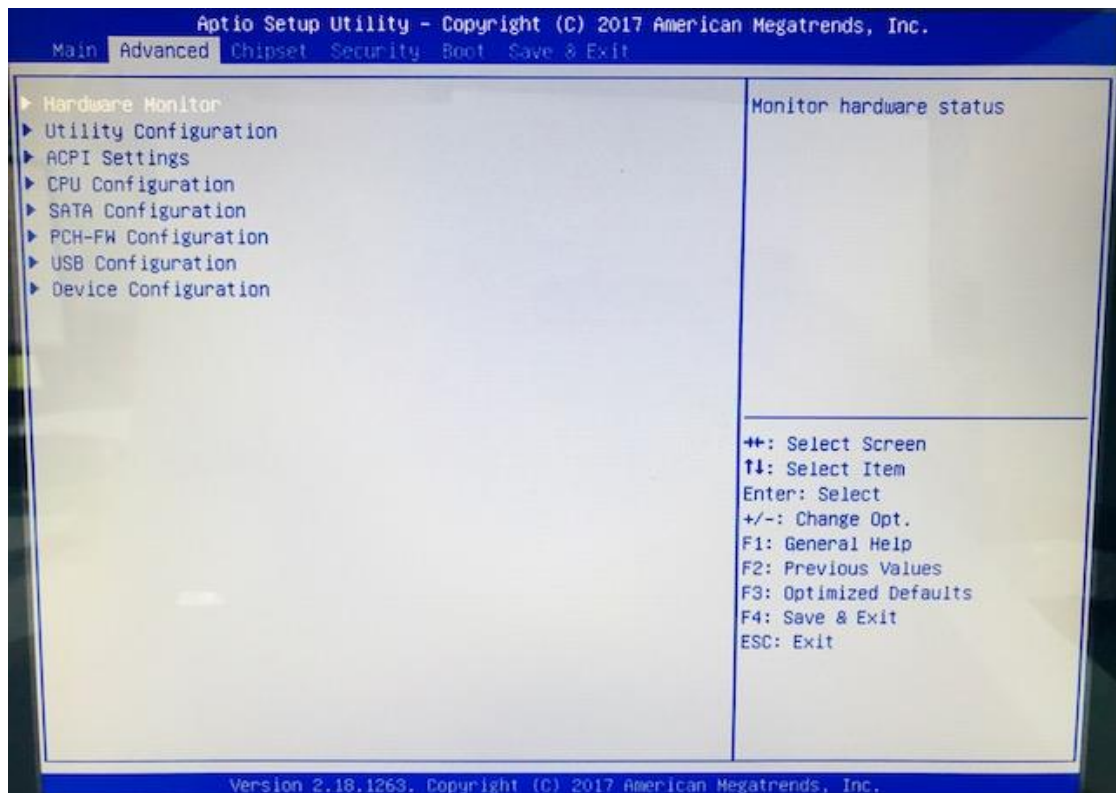 Aptio Setup Utility - Copyright (C) 2017 American Megatrends, Inc.
Main Advanced Chipset Security Boot Save & Exit
▶ Hardware Monitor
▶ Utility Configuration
▶ ACPI Settings
▶ CPU Configuration
▶ SATA Configuration
▶ PCH-FW Configuration
▶ USB Configuration
▶ Device Configuration
Monitor hardware status
→←: Select Screen
↑↓: Select Item
Enter: Select
+/-: Change Opt.
F1: General Help
F2: Previous Values
F3: Optimized Defaults
F4: Save & Exit
ESC: Exit
Version 2.18.1263. Copyright (C) 2017 American Megatrends, Inc.